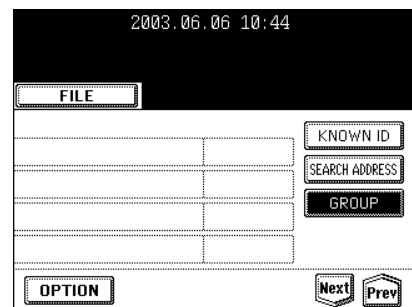 2003.06.06 10:44
FILE
KNOWN ID
SEARCH ADDRESS
GROUP
OPTION
Next Prev